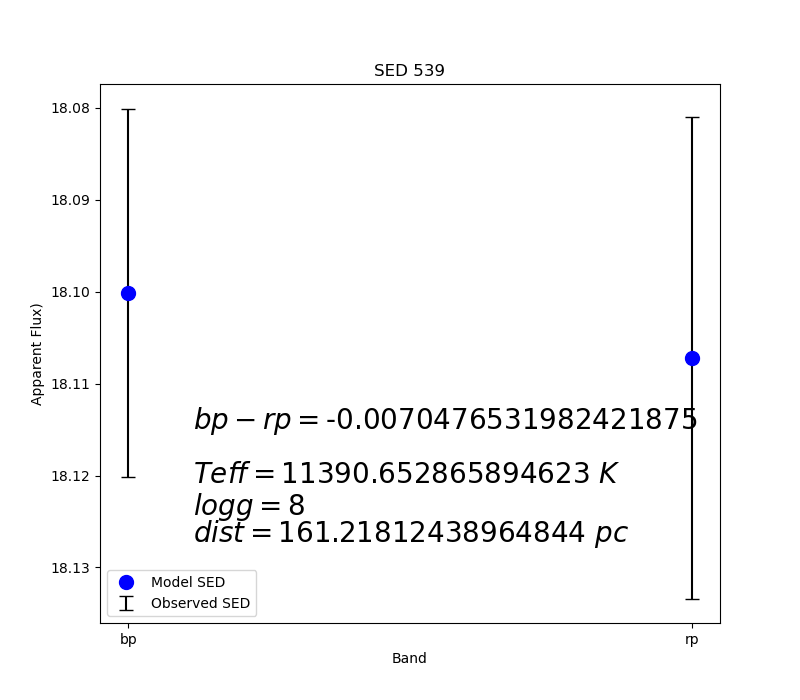 SED 539
18.08
18.09
18.10
18.11
18.12
18.13
Apparent Flux)
bp − rp = -0.0070476531982421875
Teff = 11390.652865894623 K
logg = 8
dist = 161.21812438964844 pc
Model SED
Observed SED
bp
rp
Band